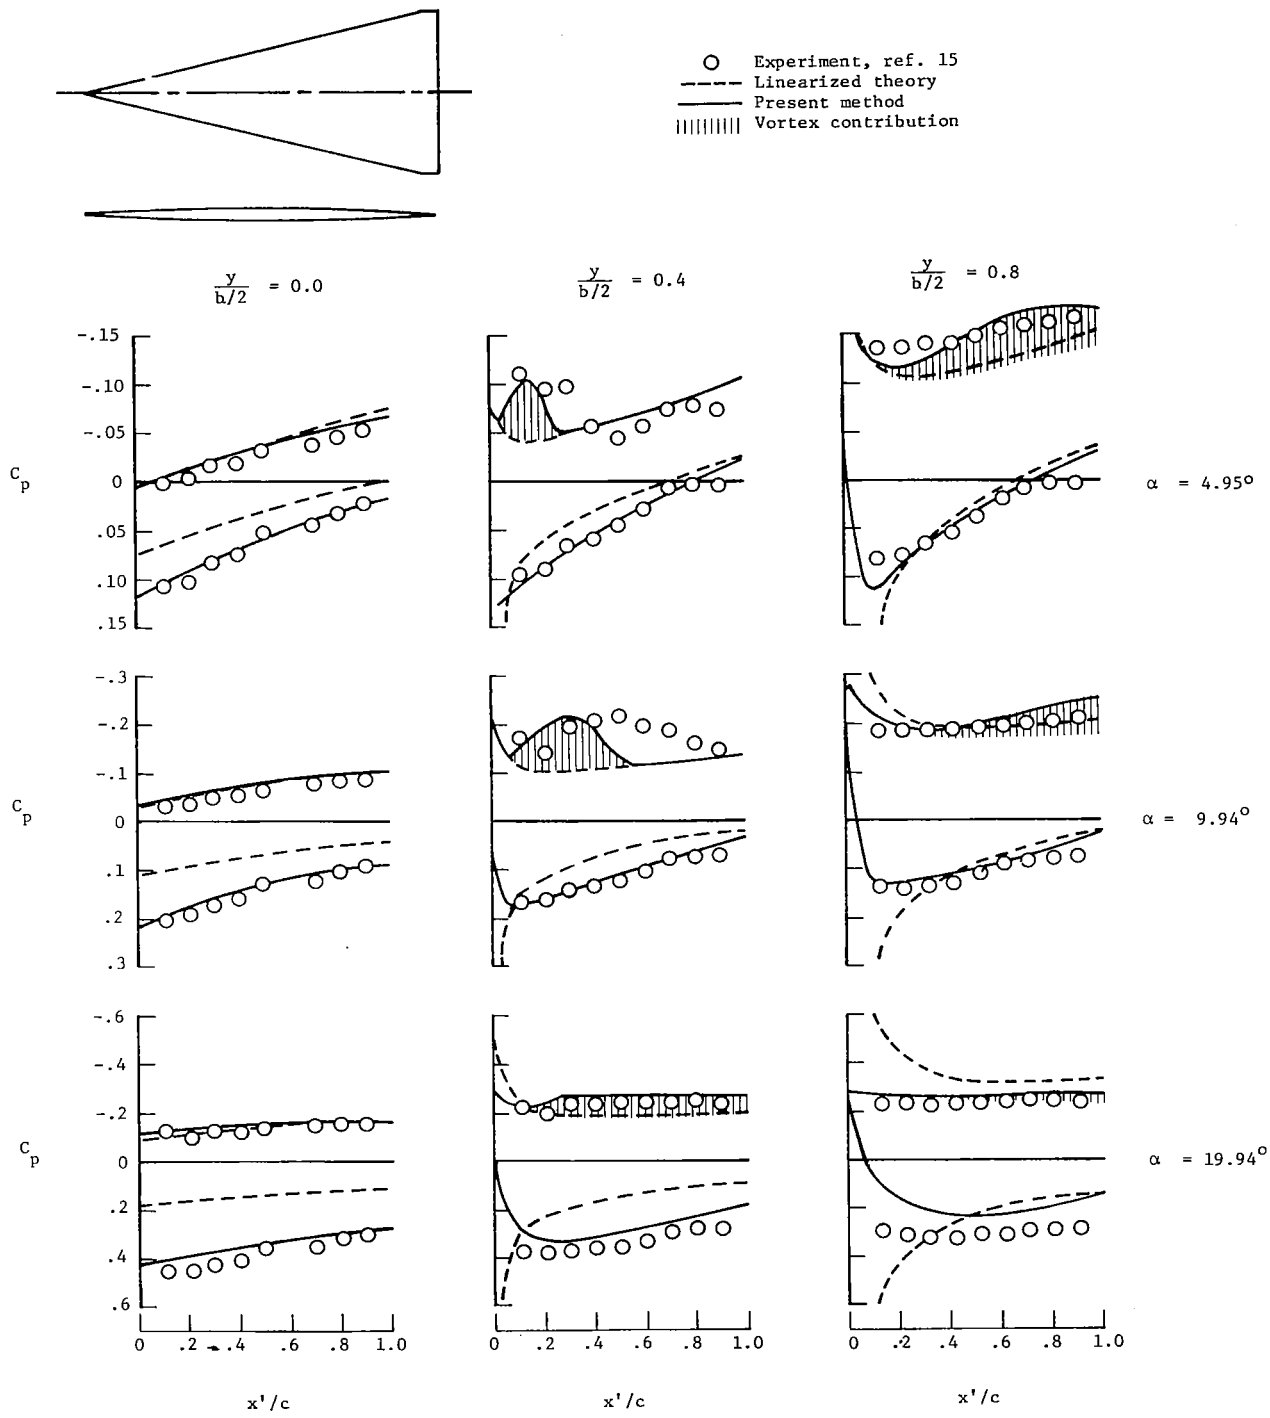 Experiment, ref. 15
Linearized theory
Present method
Vortex contribution
y/b/2 = 0.0
y/b/2 = 0.4
y/b/2 = 0.8
-.15
-.10
-.05
0
.05
.10
.15
Cp
α = 4.95°
-.3
-.2
-.1
0
.1
.2
.3
Cp
α = 9.94°
-.6
-.4
-.2
0
.2
.4
.6
Cp
α = 19.94°
0 .2 .4 .6 .8 1.0
0 .2 .4 .6 .8 1.0
0 .2 .4 .6 .8 1.0
x'/c
x'/c
x'/c